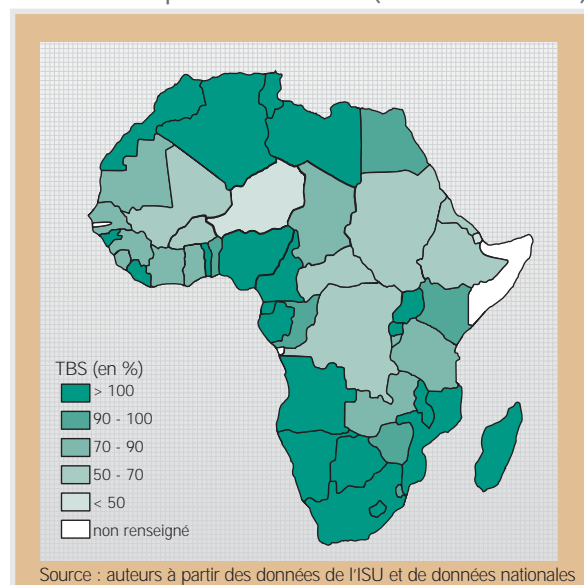 TBS (en %)
> 100
90 - 100
70 - 90
50 - 70
< 50
non renseigné
Source : auteurs à partir des données de l'ISU et de données nationales